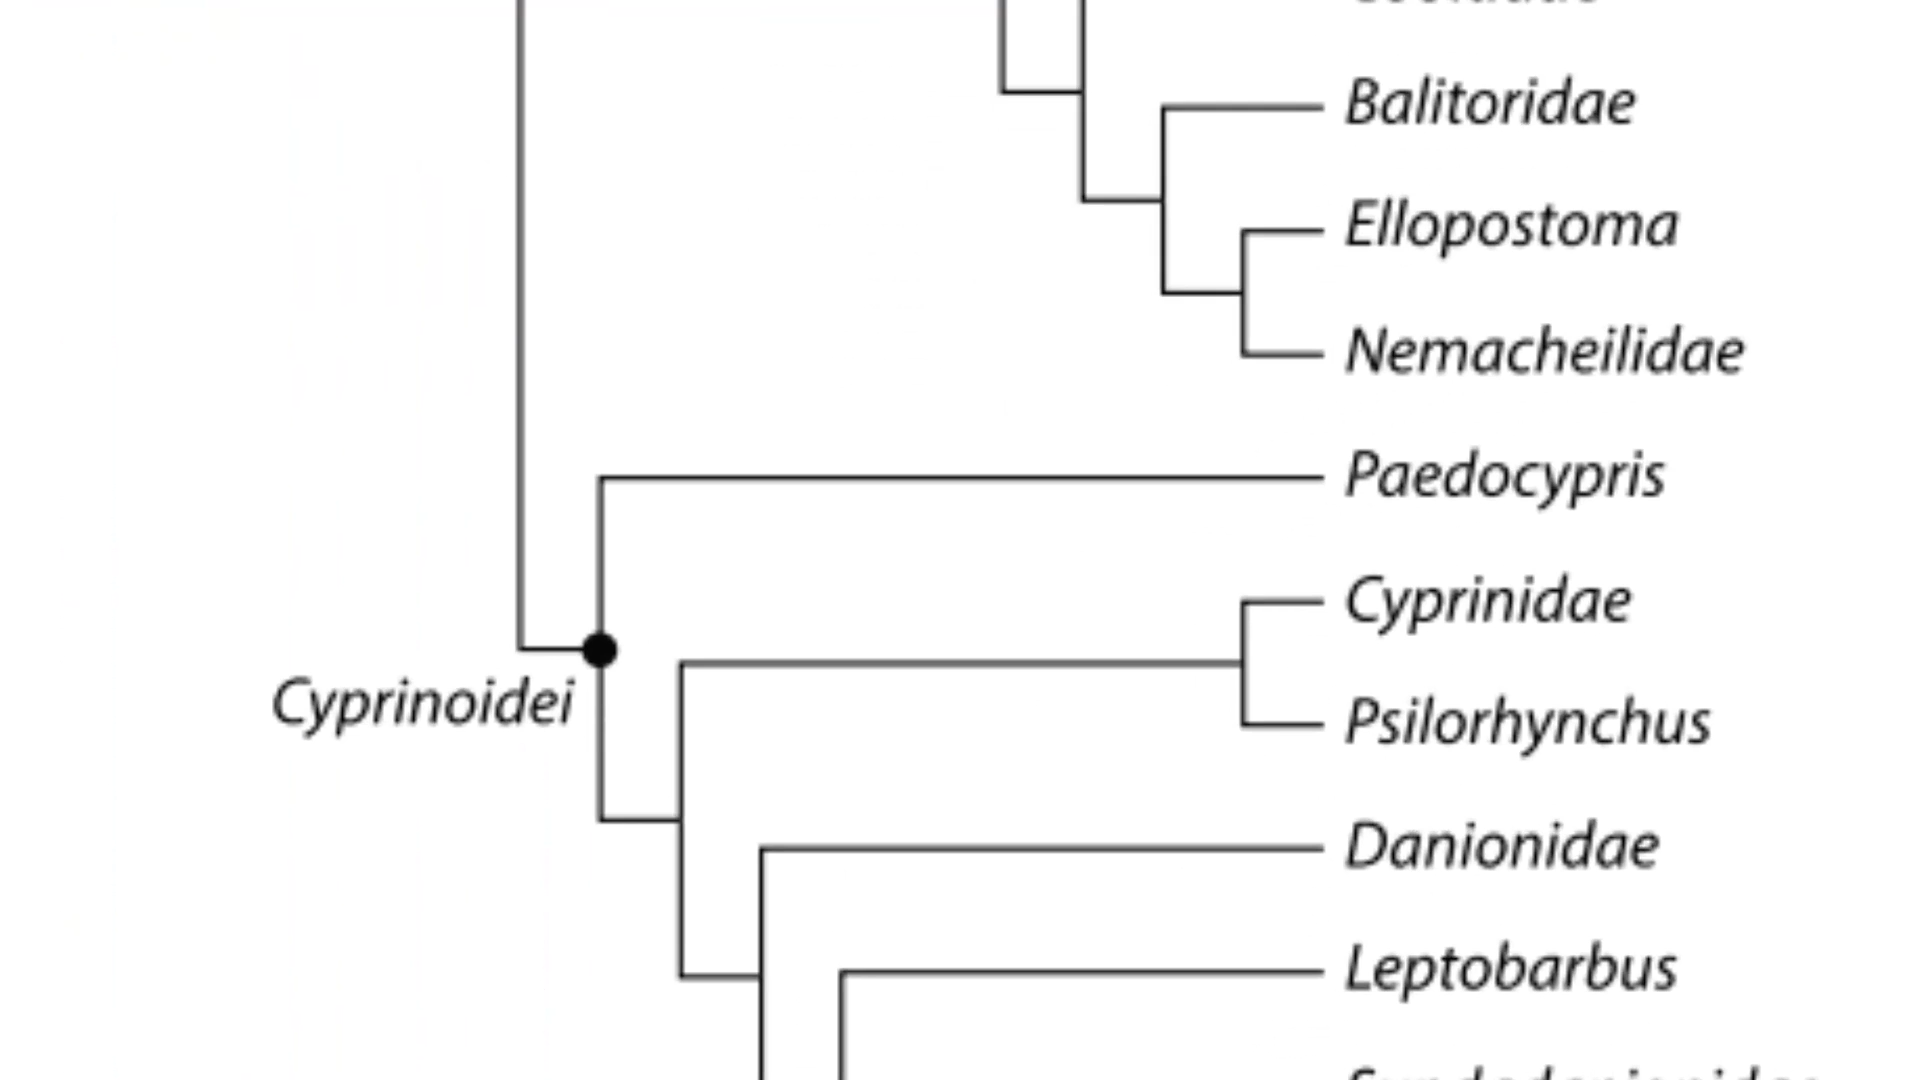 Balitoridae
Ellopostoma
Nemacheilidae
Paedocypris
Cyprinidae
Psilorhynchus
Cyprinoidei
Danionidae
Leptobarbus